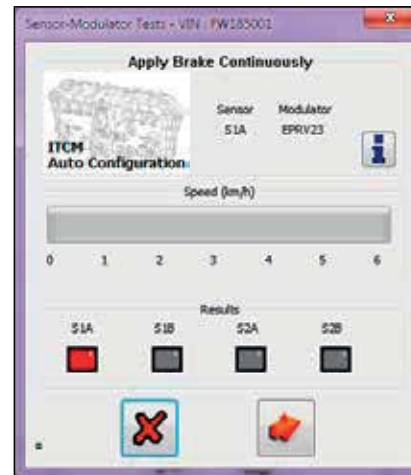 Sensor-Modulator Tests - VIN : FW185001
Apply Brake Continuously
Sensor Modulator
S1A EPRV23
ITCM
Auto Configuration
Speed (km/h)
0 1 2 3 4 5 6
Results
S1A S1B S2A S2B